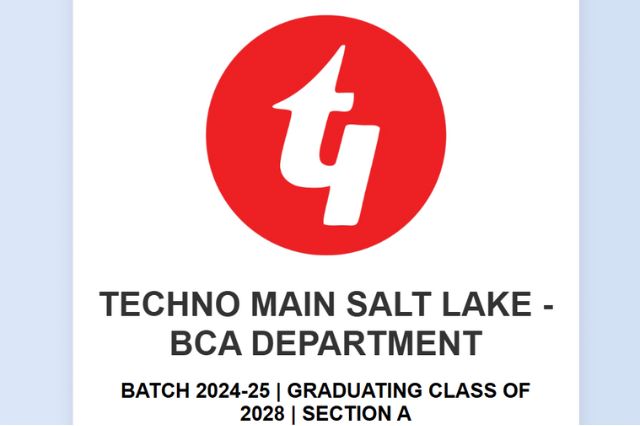 TECHNO MAIN SALT LAKE -
BCA DEPARTMENT
BATCH 2024-25 | GRADUATING CLASS OF
2028 | SECTION A